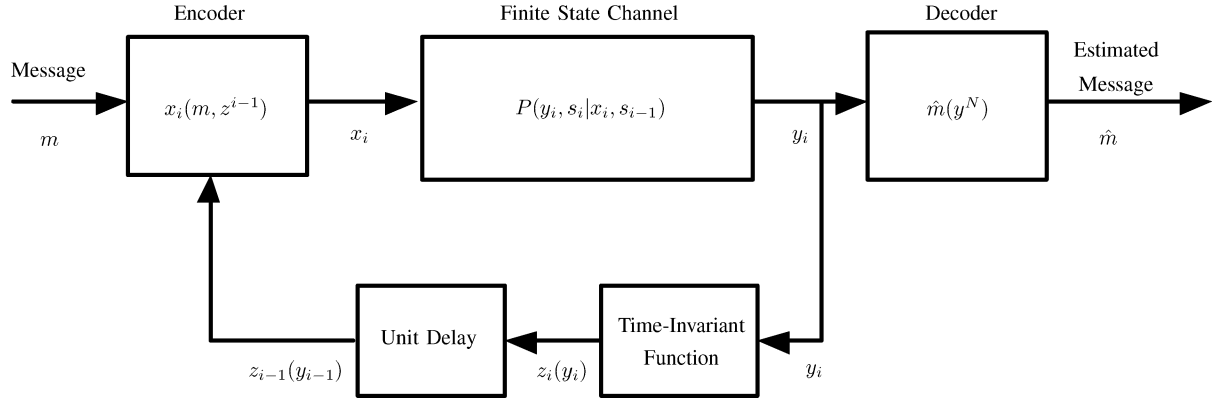 Encoder
Finite State Channel
Decoder
Message
x_i(m, z^{i-1})
P(y_i, s_i|x_i, s_{i-1})
m̂(y^N)
Estimated
Message
m
x_i
y_i
m̂
Unit Delay
Time-Invariant
Function
z_{i-1}(y_{i-1})
z_i(y_i)
y_i